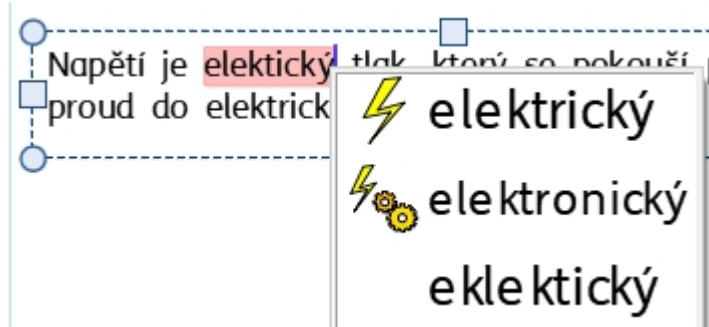 Napětí je elektický tlak, který se pokouší
proud do elektrick
elektrický
elektronický
eklektický